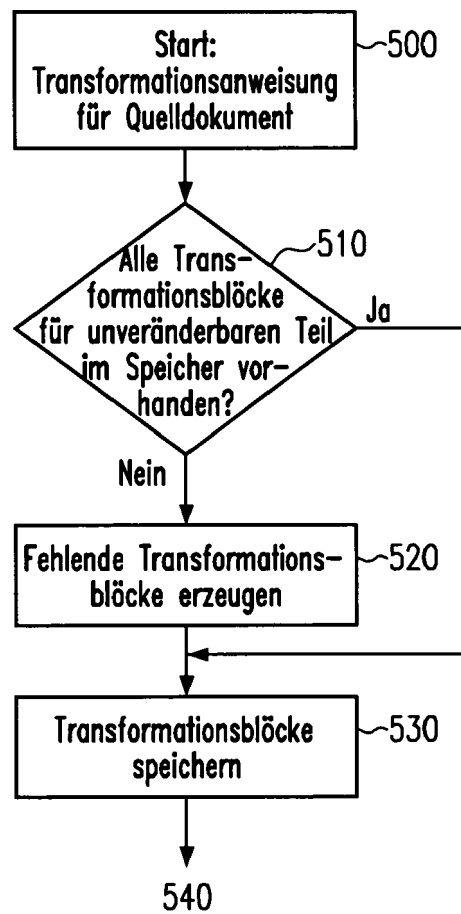 Start:
Transformationsanweisung
für Quelldokument
500
510
Alle Trans-
formationsblöcke
für unveränderbaren Teil
im Speicher vor-
handen?
Ja
Nein
Fehlende Transformations-
blöcke erzeugen
520
Transformationsblöcke
speichern
530
540